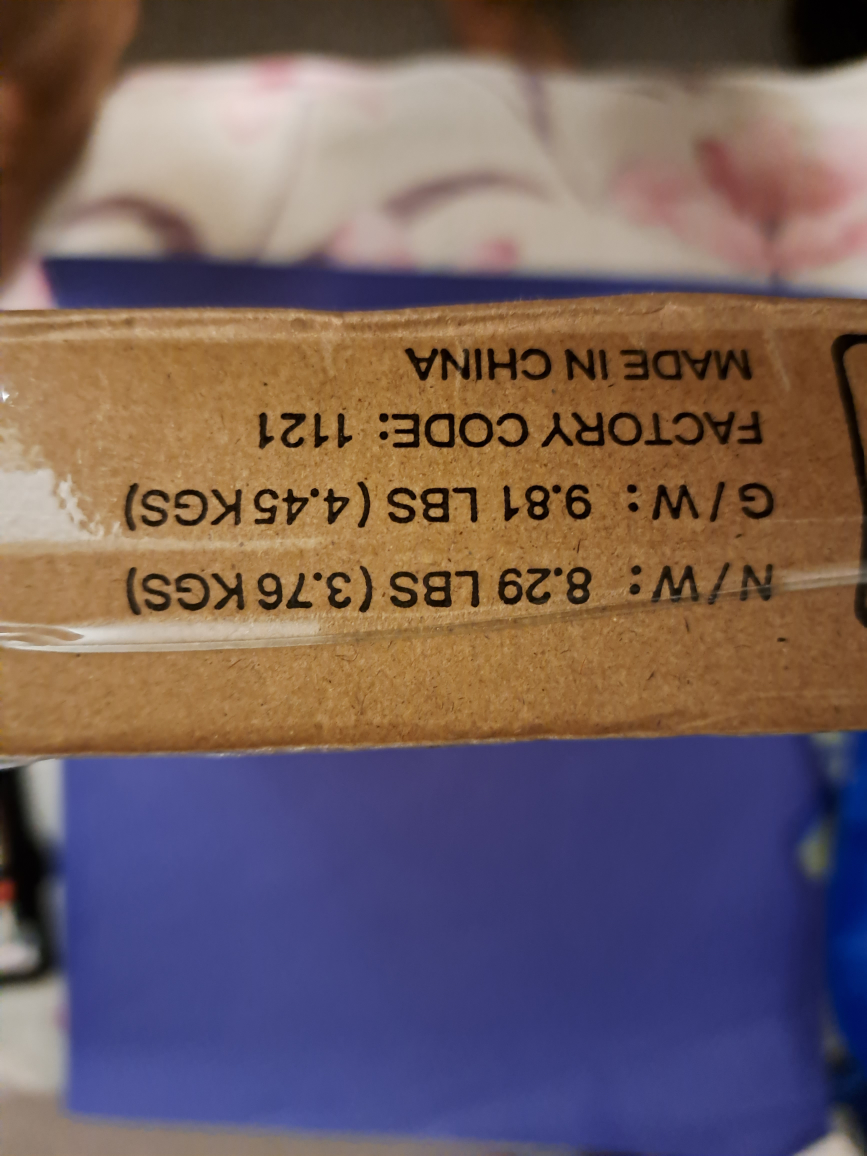 N/W: 8.29 LBS (3.76 KGS)
G/W: 9.81 LBS (4.45 KGS)
FACTORY CODE: 1121
MADE IN CHINA